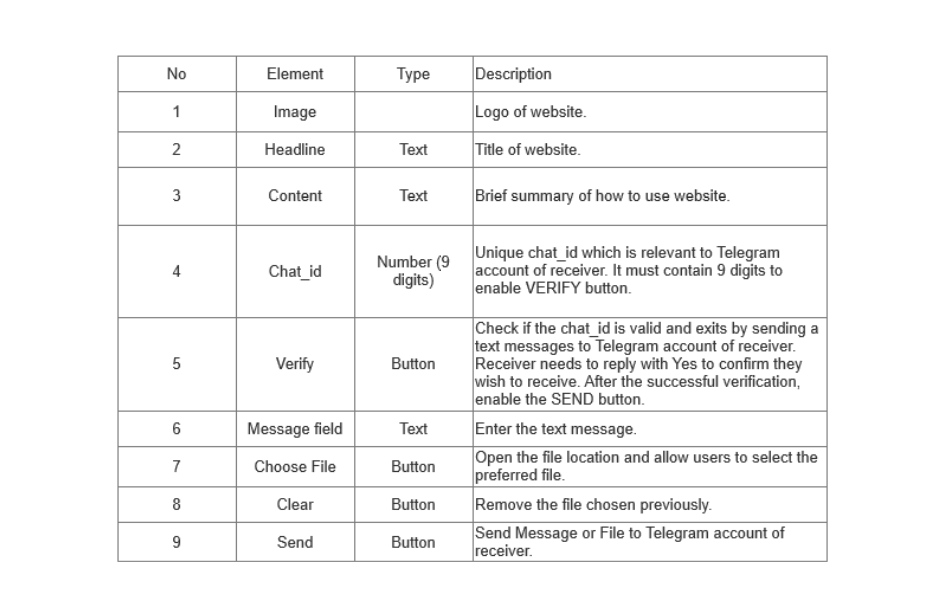 No Element Type Description
1 Image Logo of website.
2 Headline Text Title of website.
3 Content Text Brief summary of how to use website.
4 Chat_id Number (9 digits) Unique chat_id which is relevant to Telegram
account of receiver. It must contain 9 digits to
enable VERIFY button.
5 Verify Button Check if the chat_id is valid and exits by sending a
text messages to Telegram account of receiver.
Receiver needs to reply with Yes to confirm they
wish to receive. After the successful verification,
enable the SEND button.
6 Message field Text Enter the text message.
7 Choose File Button Open the file location and allow users to select the
preferred file.
8 Clear Button Remove the file chosen previously.
9 Send Button Send Message or File to Telegram account of
receiver.